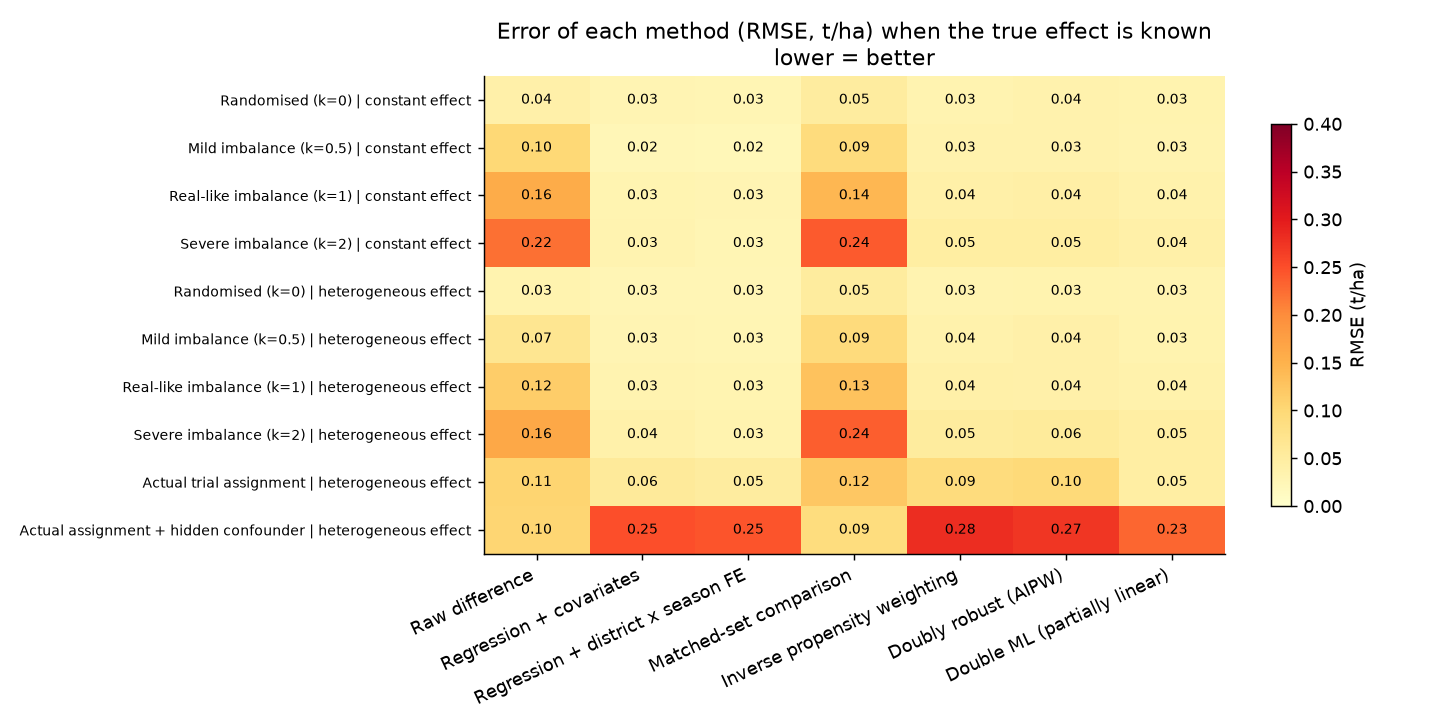 Error of each method (RMSE, t/ha) when the true effect is known
lower = better
Randomised (k=0) | constant effect 0.04 0.03 0.03 0.05 0.03 0.04 0.03
Mild imbalance (k=0.5) | constant effect 0.10 0.02 0.02 0.09 0.03 0.03 0.03
Real-like imbalance (k=1) | constant effect 0.16 0.03 0.03 0.14 0.04 0.04 0.04
Severe imbalance (k=2) | constant effect 0.22 0.03 0.03 0.24 0.05 0.05 0.04
Randomised (k=0) | heterogeneous effect 0.03 0.03 0.03 0.05 0.03 0.03 0.03
Mild imbalance (k=0.5) | heterogeneous effect 0.07 0.03 0.03 0.09 0.04 0.04 0.03
Real-like imbalance (k=1) | heterogeneous effect 0.12 0.03 0.03 0.13 0.04 0.04 0.04
Severe imbalance (k=2) | heterogeneous effect 0.16 0.04 0.03 0.24 0.05 0.06 0.05
Actual trial assignment | heterogeneous effect 0.11 0.06 0.05 0.12 0.09 0.10 0.05
Actual assignment + hidden confounder | heterogeneous effect 0.10 0.25 0.25 0.09 0.28 0.27 0.23
Raw difference
Regression + covariates
Regression + district x season FE
Matched-set comparison
Inverse propensity weighting
Doubly robust (AIPW)
Double ML (partially linear)
0.40
0.35
0.30
0.25
0.20
0.15
0.10
0.05
0.00
RMSE (t/ha)